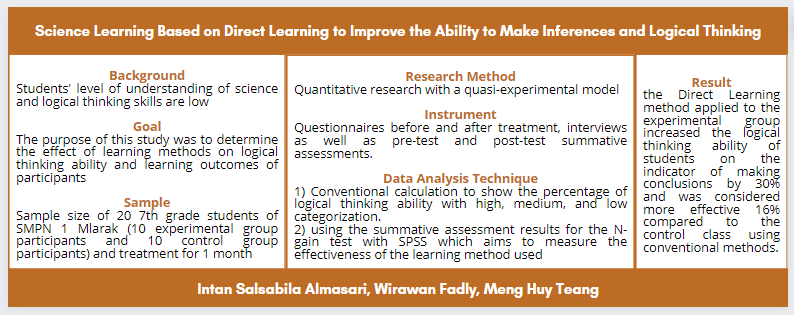 Science Learning Based on Direct Learning to Improve the Ability to Make Inferences and Logical Thinking
Background
Students' level of understanding of science
and logical thinking skills are low
Goal
The purpose of this study was to determine
the effect of learning methods on logical
thinking ability and learning outcomes of
participants
Sample
Sample size of 20 7th grade students of
SMPN 1 Mlarak (10 experimental group
participants and 10 control group
participants) and treatment for 1 month
Research Method
Quantitative research with a quasi-experimental model
Instrument
Questionnaires before and after treatment, interviews
as well as pre-test and post-test summative
assessments.
Data Analysis Technique
1) Conventional calculation to show the percentage of
logical thinking ability with high, medium, and low
categorization.
2) using the summative assessment results for the N-
gain test with SPSS which aims to measure the
effectiveness of the learning method used
Result
the Direct Learning
method applied to the
experimental group
increased the logical
thinking ability of
students on the
indicator of making
conclusions by 30%
and was considered
more effective 16%
compared to the
control class using
conventional methods.
Intan Salsabila Almasari, Wirawan Fadly, Meng Huy Teang